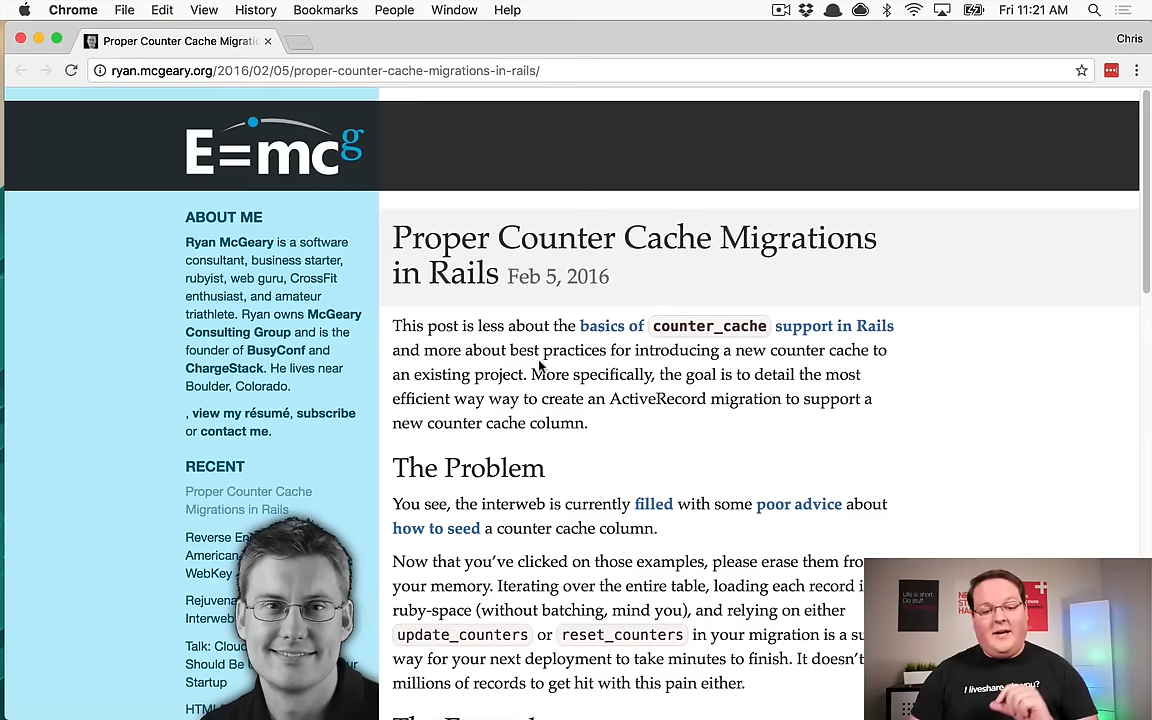 Chrome File Edit View History Bookmarks People Window Help Fri 11:21 AM
Proper Counter Cache Migratio Chris
ryan.mcgeary.org/2016/02/05/proper-counter-cache-migrations-in-rails/
E=mcg
ABOUT ME
Ryan McGeary is a software
consultant, business starter,
rubyist, web guru, CrossFit
enthusiast, and amateur
triathlete. Ryan owns McGeary
Consulting Group and is the
founder of BusyConf and
ChargeStack. He lives near
Boulder, Colorado.
, view my résumé, subscribe
or contact me.
RECENT
Proper Counter Cache
Migrations in Rails
Reverse En
American
WebKey
Rejuvena
Interweb
Talk: Clou
Should Be ur
Startup
HTML
Proper Counter Cache Migrations
in Rails Feb 5, 2016
This post is less about the basics of counter_cache support in Rails
and more about best practices for introducing a new counter cache to
an existing project. More specifically, the goal is to detail the most
efficient way way to create an ActiveRecord migration to support a
new counter cache column.
The Problem
You see, the interweb is currently filled with some poor advice about
how to seed a counter cache column.
Now that you’ve clicked on those examples, please erase them fro
your memory. Iterating over the entire table, loading each record i
ruby-space (without batching, mind you), and relying on either
update_counters or reset_counters in your migration is a su
way for your next deployment to take minutes to finish. It doesn’t
millions of records to get hit with this pain either.
Life is short.
Do stuff
I liveshare
you?